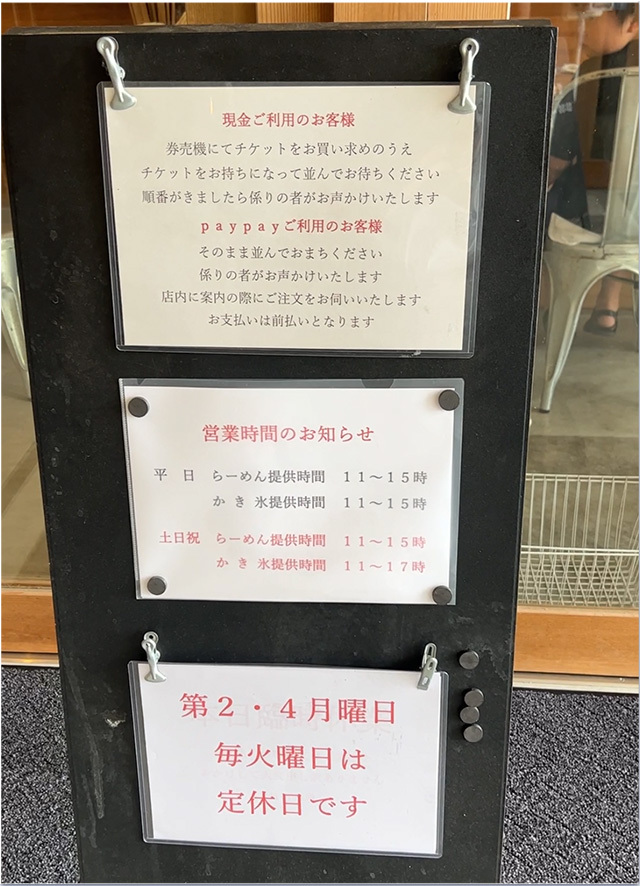 現金ご利用のお客様
券売機にてチケットをお買い求めのうえ
チケットをお持ちになって並んでお待ちください
順番がきましたら係りの者がお声かけいたします
ｐａｙｐａｙご利用のお客様
そのまま並んでおまちください
係りの者がお声かけいたします
店内に案内の際にご注文をお伺いいたします
お支払いは前払いとなります
営業時間のお知らせ
平　日　らーめん提供時間　１１～１５時
かき 氷提供時間　１１～１５時
土日祝　らーめん提供時間　１１～１５時
かき 氷提供時間　１１～１７時
第２・４月曜日
毎火曜日は
定休日です